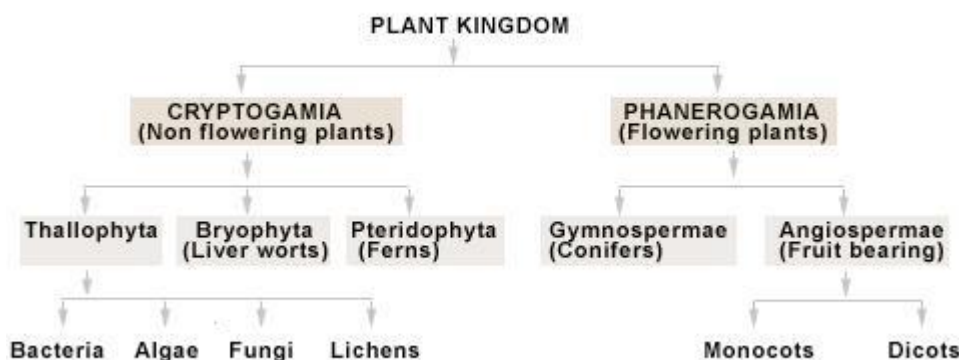 PLANT KINGDOM
CRYPTOGAMIA
(Non flowering plants)
PHANEROGAMIA
(Flowering plants)
Thallophyta
Bryophyta
(Liver worts)
Pteridophyta
(Ferns)
Gymnospermae
(Conifers)
Angiospermae
(Fruit bearing)
Bacteria
Algae
Fungi
Lichens
Monocots
Dicots